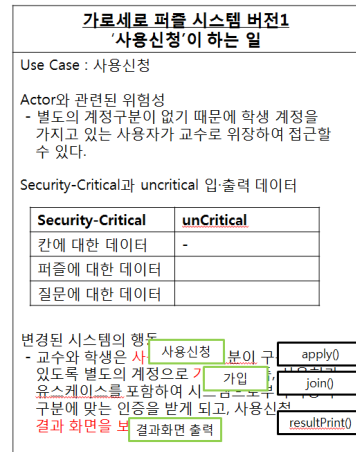 가로세로 퍼즐 시스템 버전1
'사용신청'이 하는 일
Use Case : 사용신청
Actor와 관련된 위험성
- 별도의 계정구분이 없기 때문에 학생 계정을
가지고 있는 사용자가 교수로 위장하여 접근할
수 있다.
Security-Critical과 uncritical 입·출력 데이터
Security-Critical unCritical
칸에 대한 데이터 -
퍼즐에 대한 데이터
질문에 대한 데이터
변경된 시스템의 행동
- 교수와 학생은 사 사용신청 분이 구 apply()
있도록 별도의 계정으로 가입 join()
유스케이스를 포함하여 시
구분에 맞는 인증을 받게 되고, 사용신청
결과 화면을 보 결과화면 출력 resultPrint()